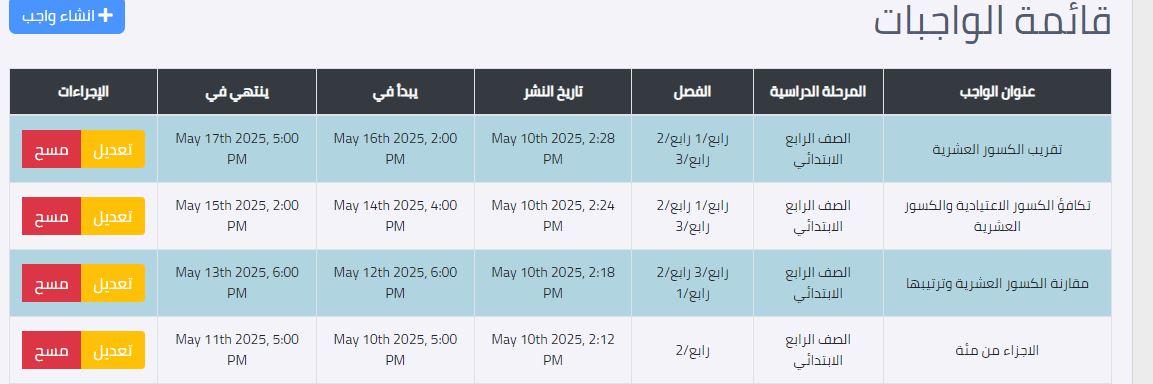 قائمة الواجبات
انشاء واجب
عنوان الواجب المرحلة الدراسية الفصل تاريخ النشر يبدأ في ينتهي في الإجراءات
تقريب الكسور العشرية
الصف الرابع
الابتدائي
رابع/1 رابع/2
رابع/3
May 10th 2025, 2:28
PM
May 16th 2025, 2:00
PM
May 17th 2025, 5:00
PM
تعديل مسح
تكافؤ الكسور الاعتيادية والكسور
العشرية
الصف الرابع
الابتدائي
رابع/1 رابع/2
رابع/3
May 10th 2025, 2:24
PM
May 14th 2025, 4:00
PM
May 15th 2025, 2:00
PM
تعديل مسح
مقارنة الكسور العشرية وترتيبها
الصف الرابع
الابتدائي
رابع/3 رابع/2
رابع/1
May 10th 2025, 2:18
PM
May 12th 2025, 6:00
PM
May 13th 2025, 6:00
PM
تعديل مسح
الاجزاء من مئة
الصف الرابع
الابتدائي
رابع/2
May 10th 2025, 2:12
PM
May 10th 2025, 5:00
PM
May 11th 2025, 5:00
PM
تعديل مسح